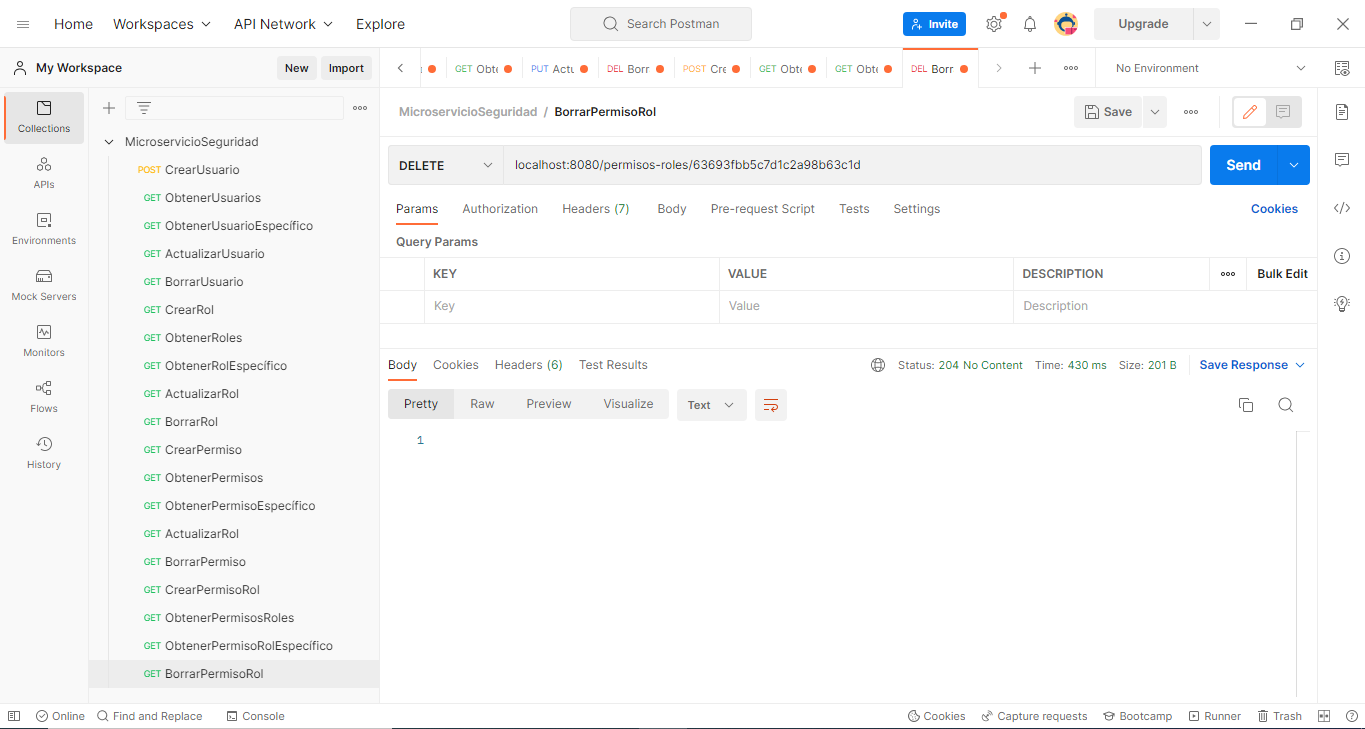 Home Workspaces API Network Explore Search Postman Invite Upgrade
My Workspace New Import
GET Obte PUT Actu DEL Borr POST Cre GET Obte GET Obte DEL Borr No Environment
Collections
APIs
Environments
Mock Servers
Monitors
Flows
History
MicroservicioSeguridad
POST CrearUsuario
GET ObtenerUsuarios
GET ObtenerUsuarioEspecífico
GET ActualizarUsuario
GET BorrarUsuario
GET CrearRol
GET ObtenerRoles
GET ObtenerRolEspecífico
GET ActualizarRol
GET BorrarRol
GET CrearPermiso
GET ObtenerPermisos
GET ObtenerPermisoEspecífico
GET ActualizarRol
GET BorrarPermiso
GET CrearPermisoRol
GET ObtenerPermisosRoles
GET ObtenerPermisoRolEspecífico
GET BorrarPermisoRol
MicroservicioSeguridad / BorrarPermisoRol Save
DELETE localhost:8080/permisos-roles/63693fbb5c7d1c2a98b63c1d Send
Params Authorization Headers (7) Body Pre-request Script Tests Settings Cookies
Query Params
KEY VALUE DESCRIPTION Bulk Edit
Key Value Description
Body Cookies Headers (6) Test Results Status: 204 No Content Time: 430 ms Size: 201 B Save Response
Pretty Raw Preview Visualize Text
1
Online Find and Replace Console Cookies Capture requests Bootcamp Runner Trash